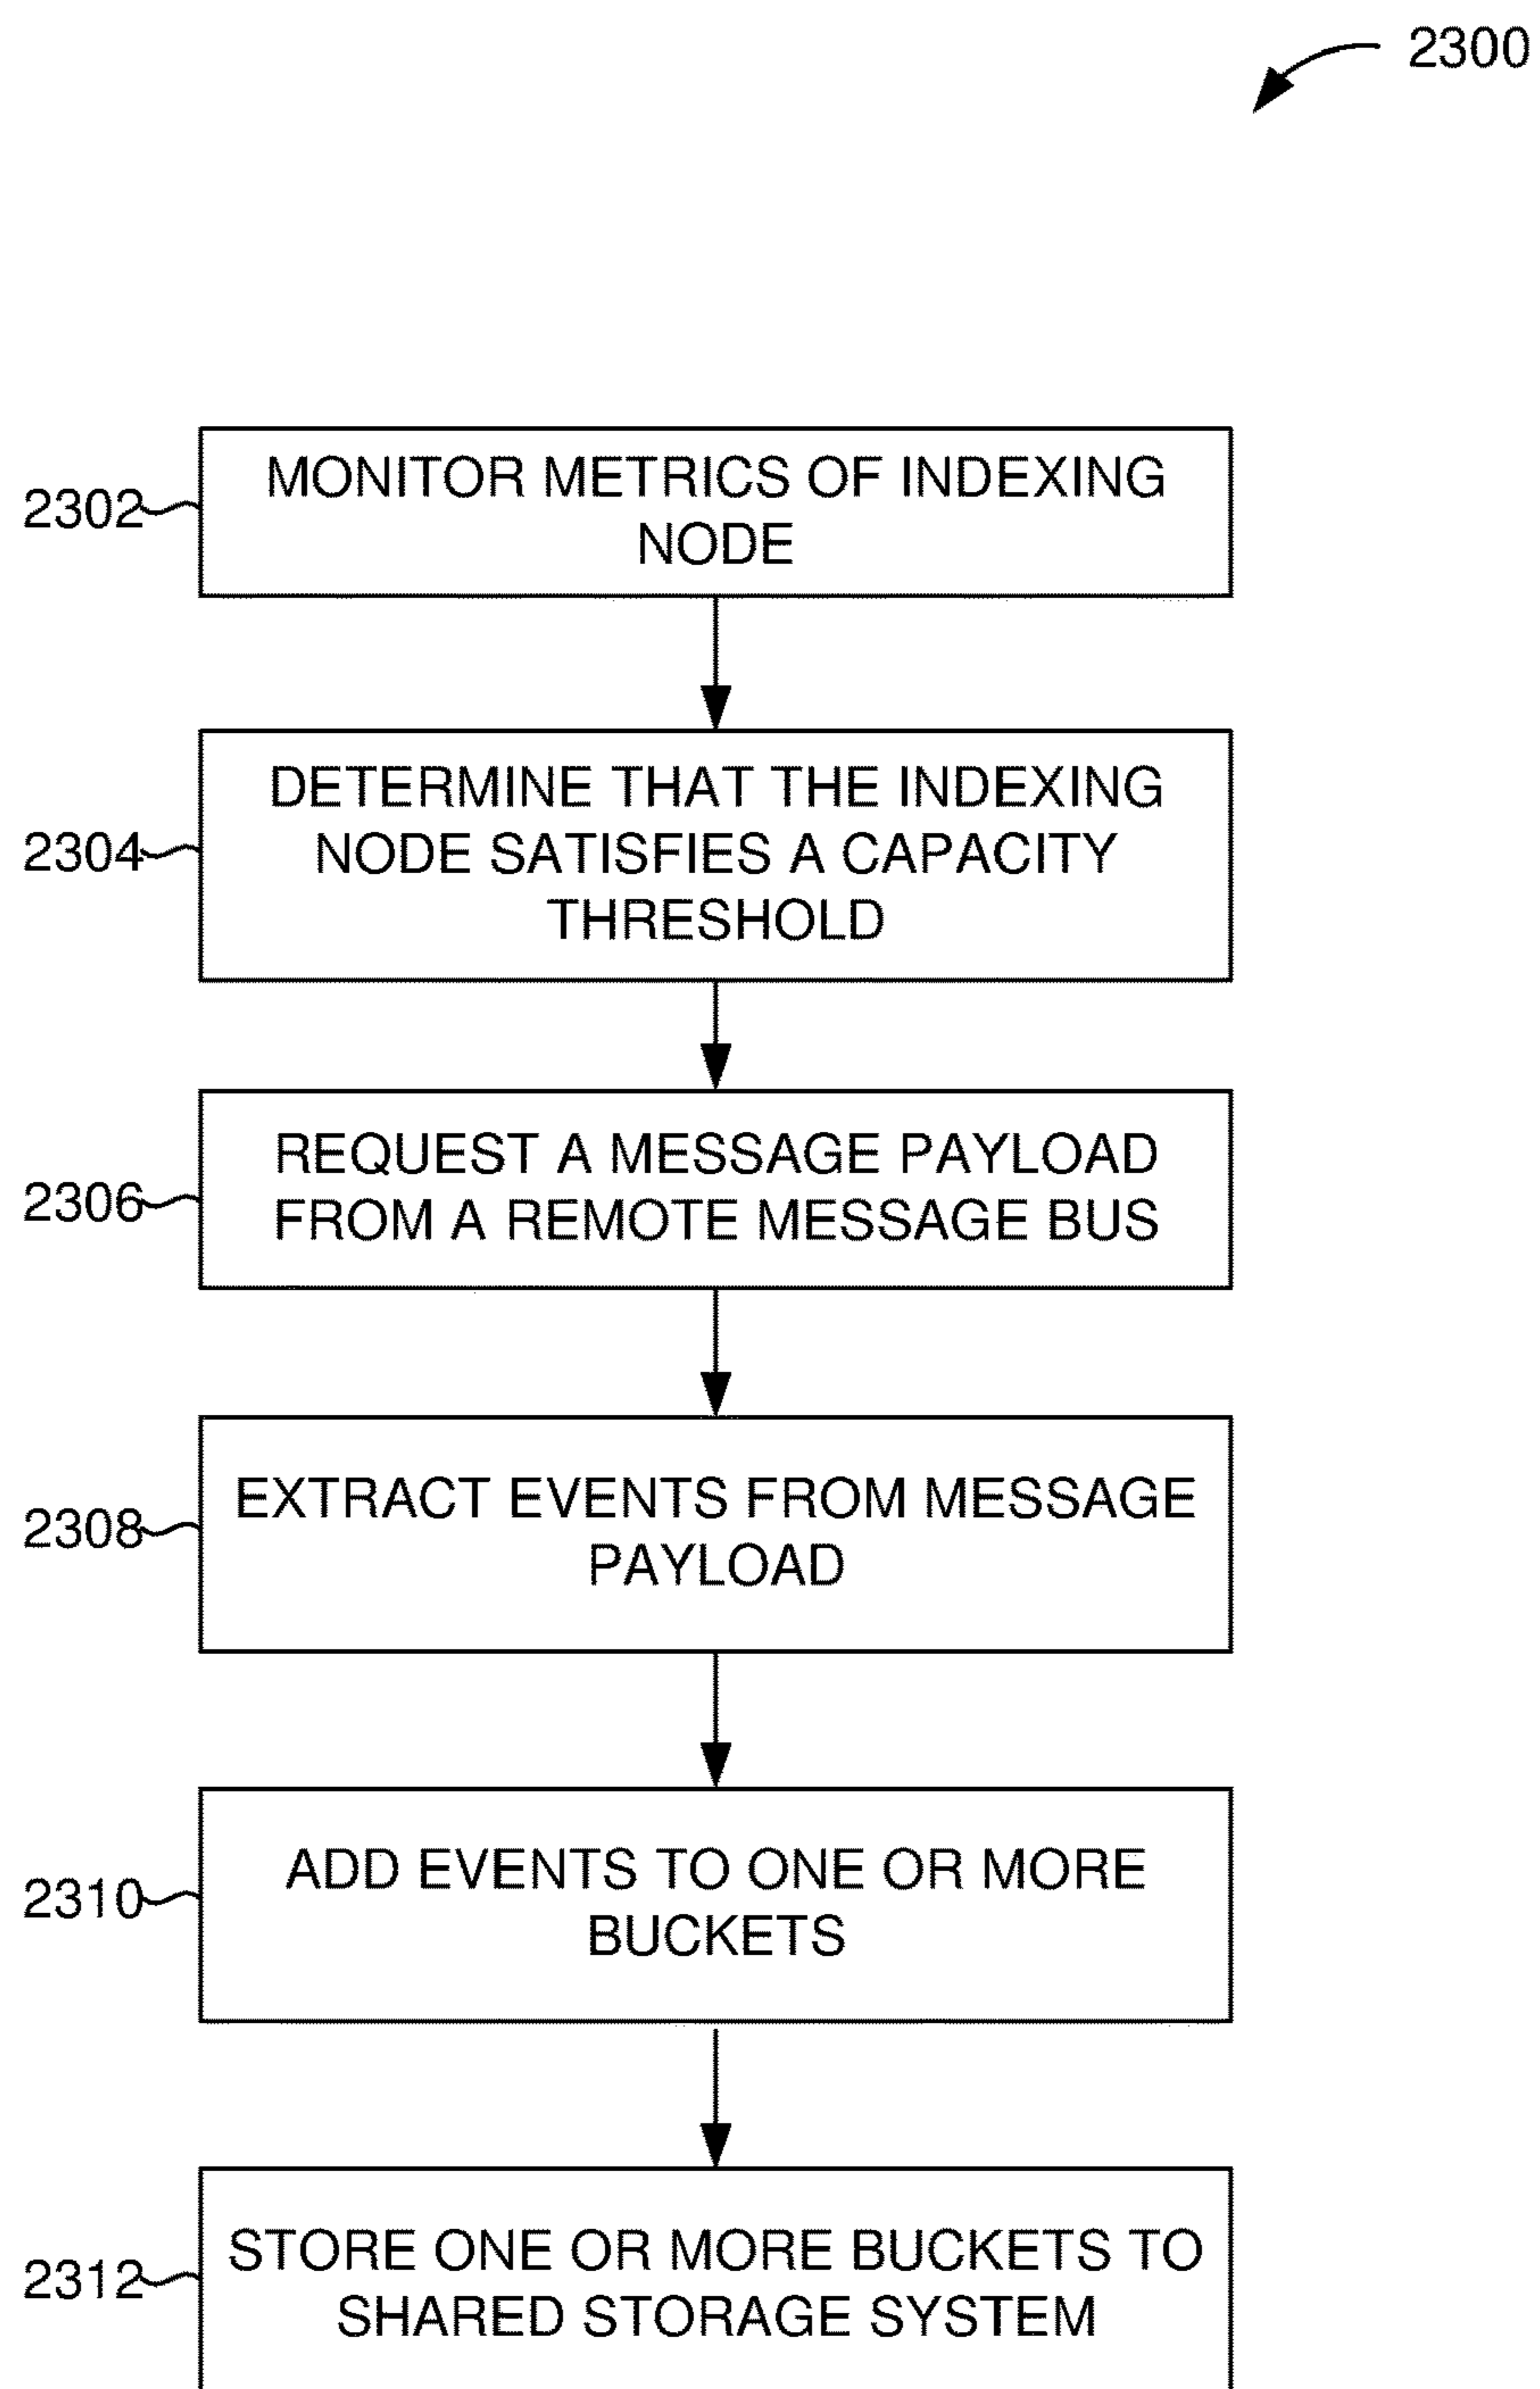 2300
2302
MONITOR METRICS OF INDEXING
NODE
2304
DETERMINE THAT THE INDEXING
NODE SATISFIES A CAPACITY
THRESHOLD
2306
REQUEST A MESSAGE PAYLOAD
FROM A REMOTE MESSAGE BUS
2308
EXTRACT EVENTS FROM MESSAGE
PAYLOAD
2310
ADD EVENTS TO ONE OR MORE
BUCKETS
2312
STORE ONE OR MORE BUCKETS TO
SHARED STORAGE SYSTEM